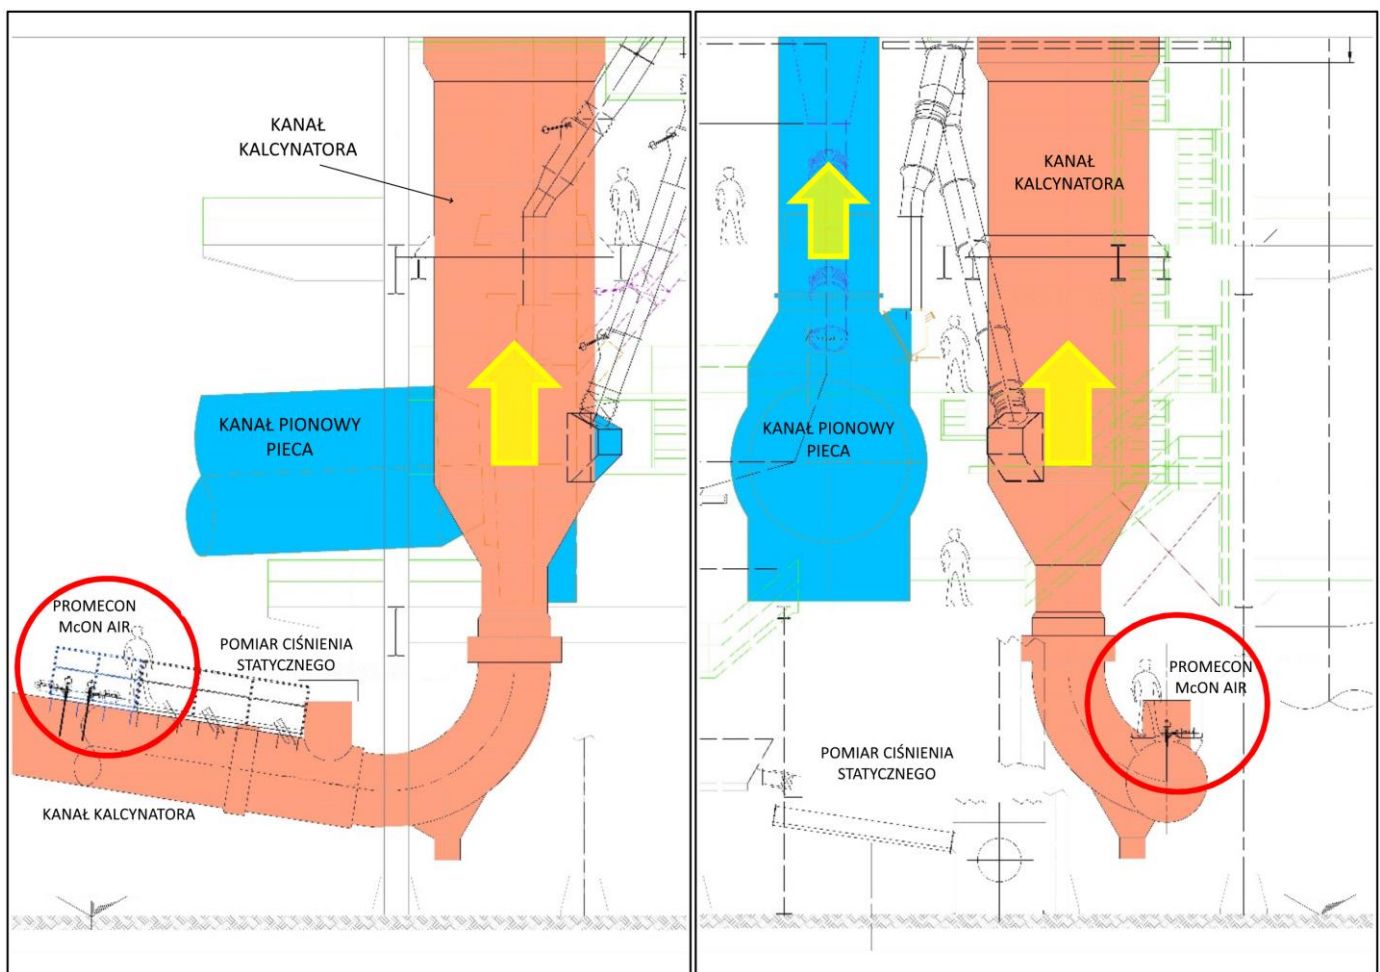 KANAŁ
KALCYNATORA
KANAŁ PIONOWY
PIECA
PROMECON
McON AIR
POMIAR CIŚNIENIA
STATYCZNEGO
KANAŁ KALCYNATORA
KANAŁ
KALCYNATORA
KANAŁ PIONOWY
PIECA
PROMECON
McON AIR
POMIAR CIŚNIENIA
STATYCZNEGO